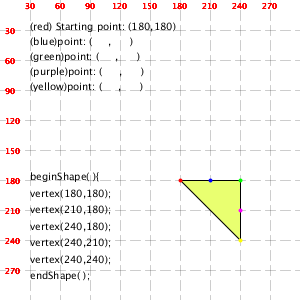 30 60 90 120 150 180 210 240 270
30
60
90
120
150
180
210
240
270
(red) Starting point: (180,180)
(blue)point: (    ,    )
(green)point: (    ,    )
(purple)point: (    ,    )
(yellow)point: (    ,    )
beginShape(){
vertex(180,180);
vertex(210,180);
vertex(240,180);
vertex(240,210);
vertex(240,240);
endShape();